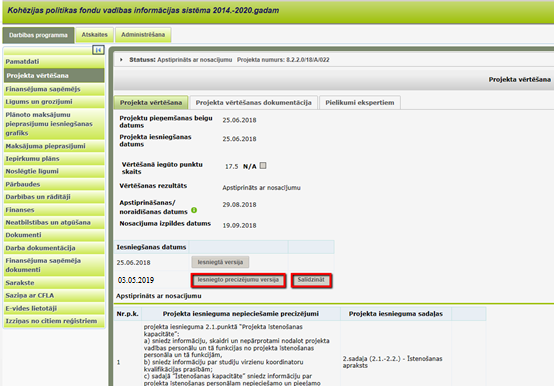 Kohēzijas politikas fondu vadības informācijas sistēma 2014.-2020.gadam
Darbības programma Atskaites Administrēšana
Pamatdati
Projekta vērtēšana
Finansējuma saņēmējs
Līgums un grozījumi
Plānoto maksājumu
pieprasījumu iesniegšanas
grafiks
Maksājuma pieprasījumi
Iepirkumu plāns
Noslēgtie līgumi
Pārbaudes
Darbības un rādītāji
Finanses
Neatbilstības un atgūšana
Dokumenti
Darba dokumentācija
Finansējuma saņēmēja
dokumenti
Sarakste
Saziņa ar CFLA
E-vides lietotāji
Izziņas no citiem reģistriem
Statuss: Apstiprināts ar nosacījumu Projekta numurs: 8.2.2.0/18/A/022
Projekta vērtēšana
Projekta vērtēšana Projekta vērtēšanas dokumentācija Pielikumi ekspertiem
Projektu pieņemšanas beigu
datums 25.06.2018
Projekta iesniegšanas
datums 25.06.2018
Vērtēšanā iegūto punktu
skaits 17.5 N/A
Vērtēšanas rezultāts Apstiprināts ar nosacījumu
Apstiprināšanas/
noraidīšanas datums 29.08.2018
Nosacījuma izpildes datums 19.09.2018
Iesniegšanas datums
25.06.2018 Iesniegtā versija
03.05.2019 Iesniegto precizējumu versija Salīdzināt
Apstiprināts ar nosacījumu
Nr.p.k. Projekta iesnieguma nepieciešamie precizējumi Projekta iesnieguma sadaļas
1
projekta iesnieguma 2.1.punktā "Projekta īstenošanas
kapacitāte":
a) sniedz informāciju, skaidri un nepārprotami nodalot projekta
vadības personālu un tā funkcijas no projekta īstenošanas
personāla un tā funkcijām,
b) sniedz informāciju par studiju virzienu koordinatoru
kvalifikācijas prasībām;
c) sadaļā "Īstenošanas kapacitāte" sniedz informāciju par
projekta īstenošanas personālam nepieciešamo un pieejamo
2.sadaļa (2.1.-2.2.) - Īstenošanas
apraksts